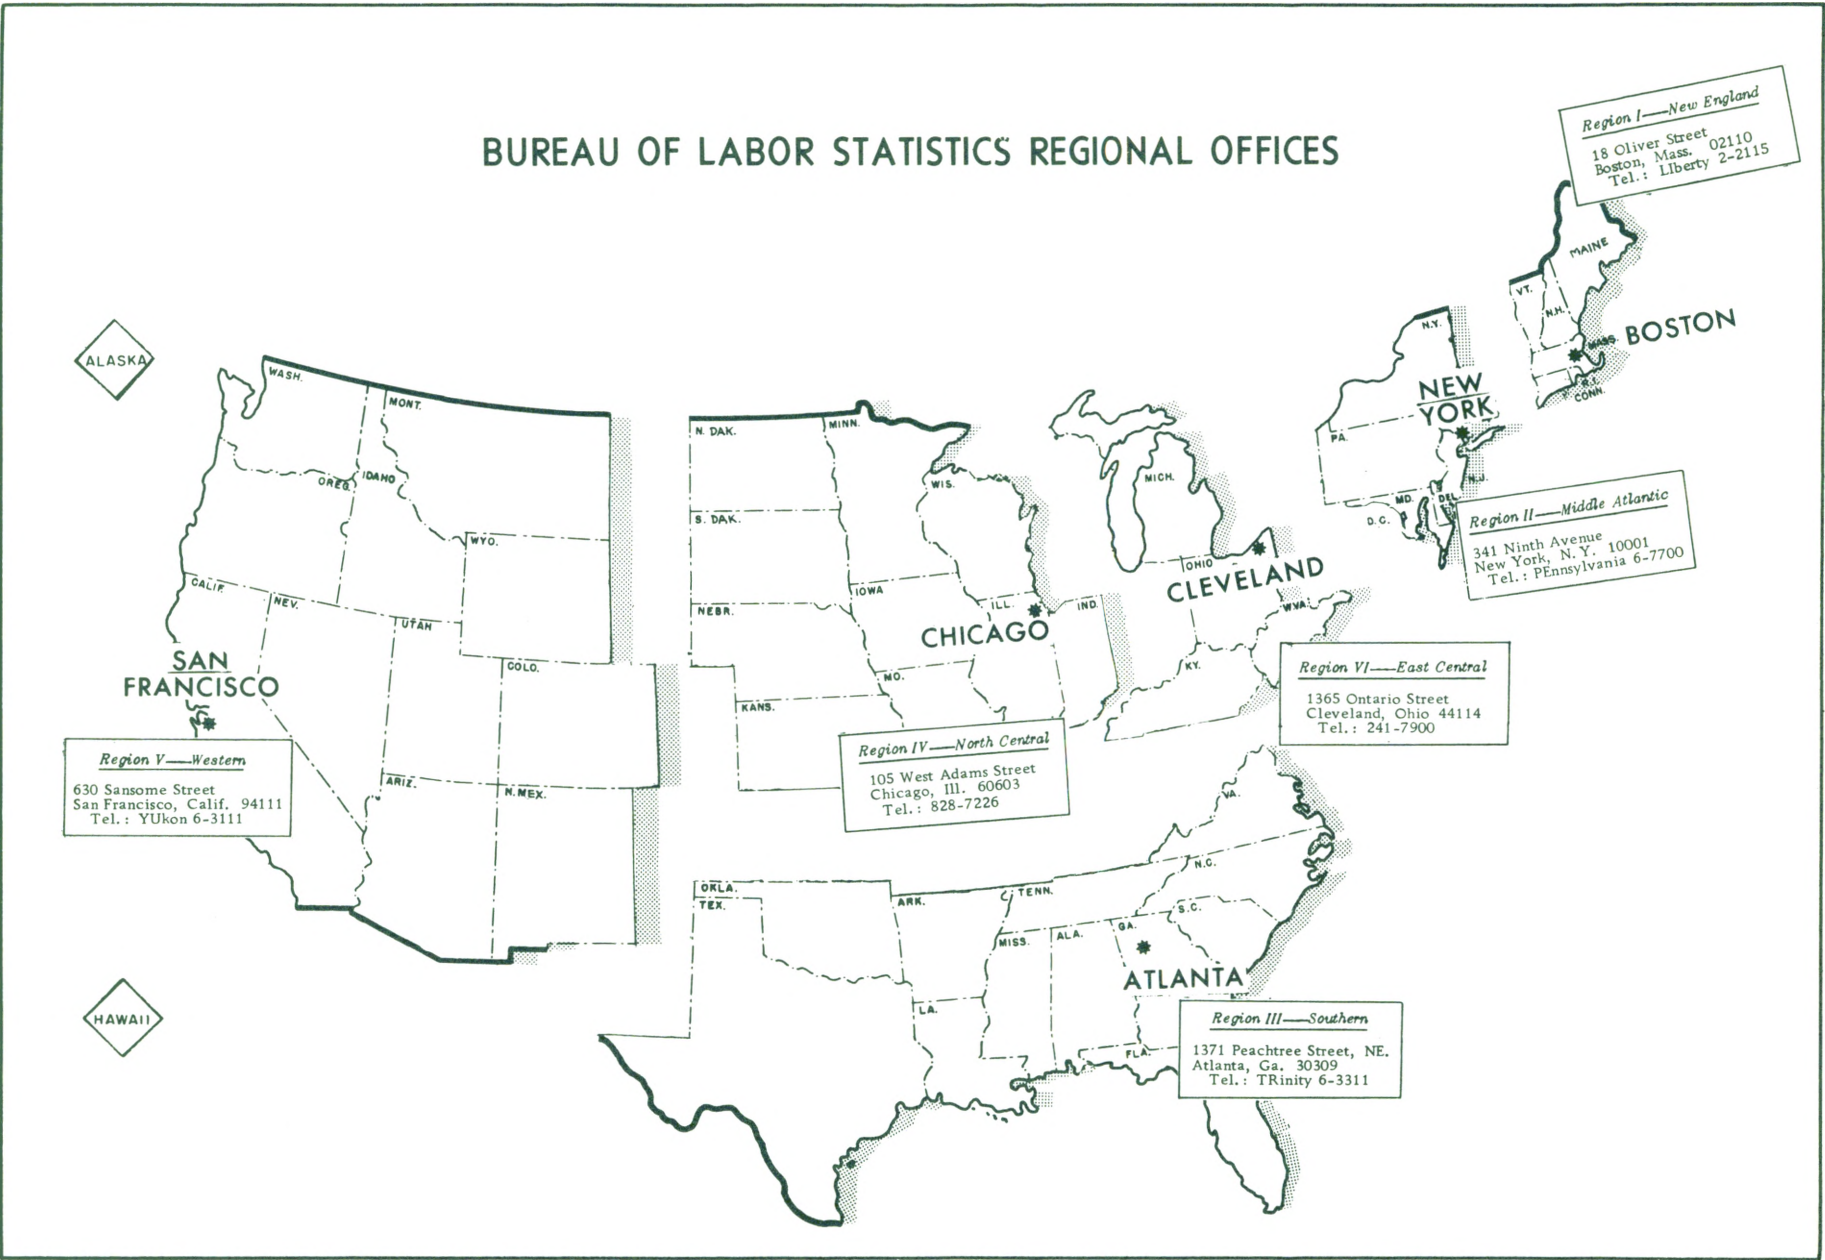 BUREAU OF LABOR STATISTICS REGIONAL OFFICES
Region I—New England
18 Oliver Street
Boston, Mass. 02110
Tel.: LIberty 2-2115
MAINE
VT.
N.H.
MASS.
BOSTON
R.I.
CONN.
N.Y.
NEW
YORK
PA.
N.J.
MD.
DEL.
D.C.
Region II—Middle Atlantic
341 Ninth Avenue
New York, N.Y. 10001
Tel.: PEnnsylvania 6-7700
ALASKA
WASH.
MONT.
OREG.
IDAHO
WYO.
CALIF.
NEV.
UTAH
COLO.
SAN
FRANCISCO
Region V—Western
630 Sansome Street
San Francisco, Calif. 94111
Tel.: YUkon 6-3111
ARIZ.
N.MEX.
HAWAII
N. DAK.
MINN.
S. DAK.
WIS.
NEBR.
IOWA
ILL.
IND.
CHICAGO
MO.
KANS.
Region IV—North Central
105 West Adams Street
Chicago, Ill. 60603
Tel.: 828-7226
MICH.
OHIO
CLEVELAND
W.VA.
KY.
Region VI—East Central
1365 Ontario Street
Cleveland, Ohio 44114
Tel.: 241-7900
VA.
N.C.
OKLA.
TEX.
ARK.
TENN.
S.C.
MISS.
ALA.
GA.
ATLANTA
LA.
FLA.
Region III—Southern
1371 Peachtree Street, NE.
Atlanta, Ga. 30309
Tel.: TRinity 6-3311